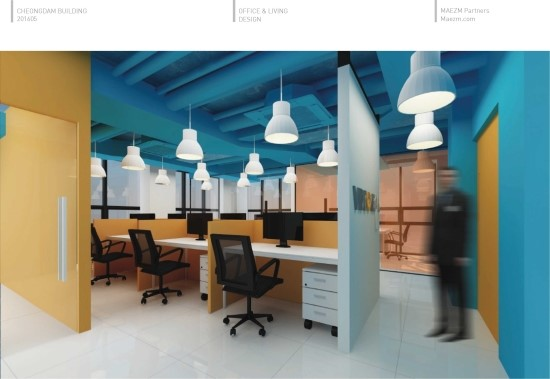 CHEONGDAM BUILDING
201605
OFFICE & LIVING
DESIGN
MAEZM Partners
Maezm.com